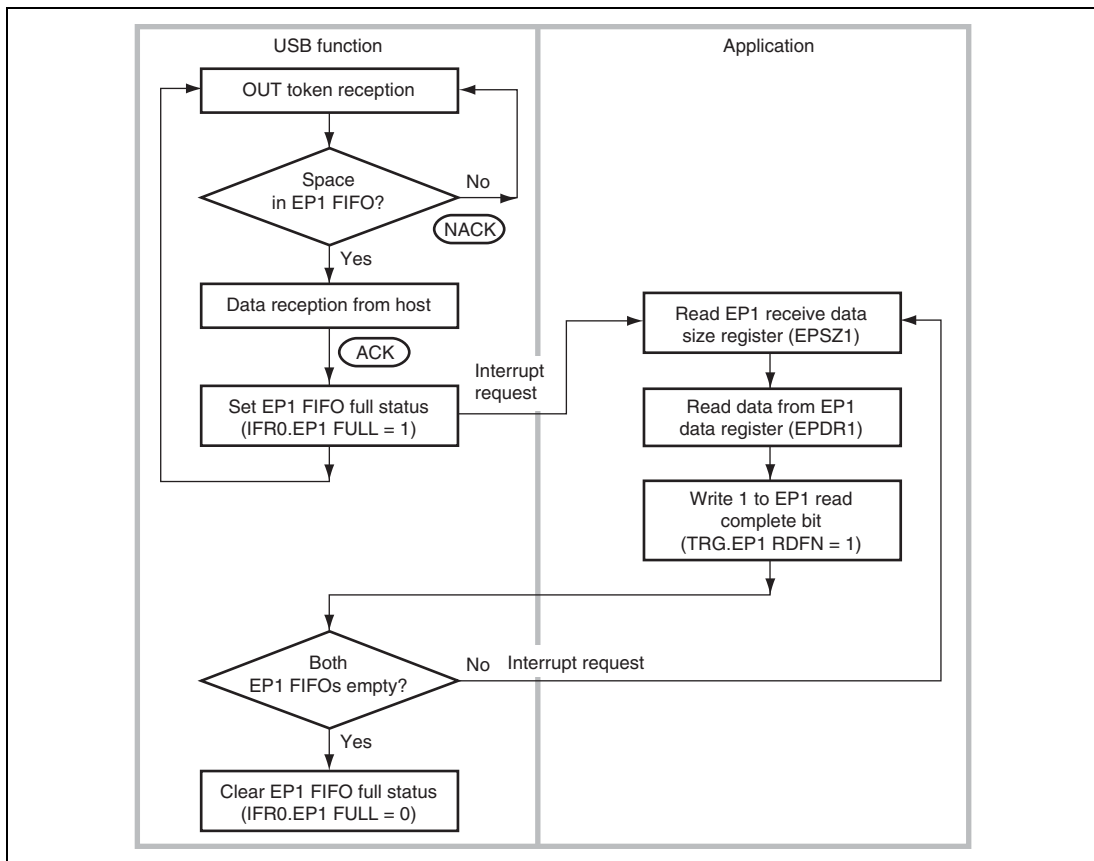 USB function
Application
OUT token reception
Space
in EP1 FIFO?
No
NACK
Yes
Data reception from host
ACK
Set EP1 FIFO full status
(IFR0.EP1 FULL = 1)
Interrupt
request
Read EP1 receive data
size register (EPSZ1)
Read data from EP1
data register (EPDR1)
Write 1 to EP1 read
complete bit
(TRG.EP1 RDFN = 1)
Both
EP1 FIFOs empty?
No
Interrupt request
Yes
Clear EP1 FIFO full status
(IFR0.EP1 FULL = 0)